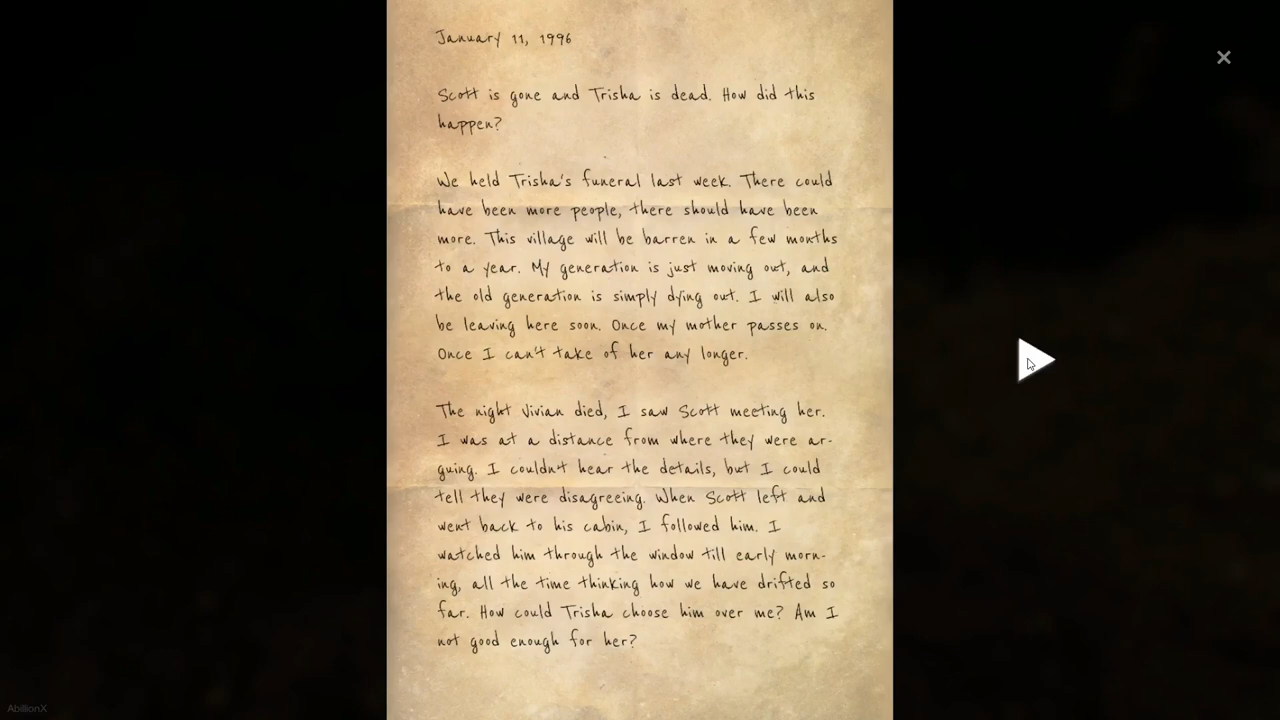 January 11, 1996
Scott is gone and Trisha is dead. How did this
happen?
We held Trisha's funeral last week. There could
have been more people, there should have been
more. This village will be barren in a few months
to a year. My generation is just moving out, and
the old generation is simply dying out. I will also
be leaving here soon. Once my mother passes on.
Once I can't take of her any longer.
The night Vivian died, I saw Scott meeting her.
I was at a distance from where they were ar-
guing. I couldn't hear the details, but I could
tell they were disagreeing. When Scott left and
went back to his cabin, I followed him. I
watched him through the window till early morn-
ing, all the time thinking how we have drifted so
far. How could Trisha choose him over me? Am I
not good enough for her?
AbillionX